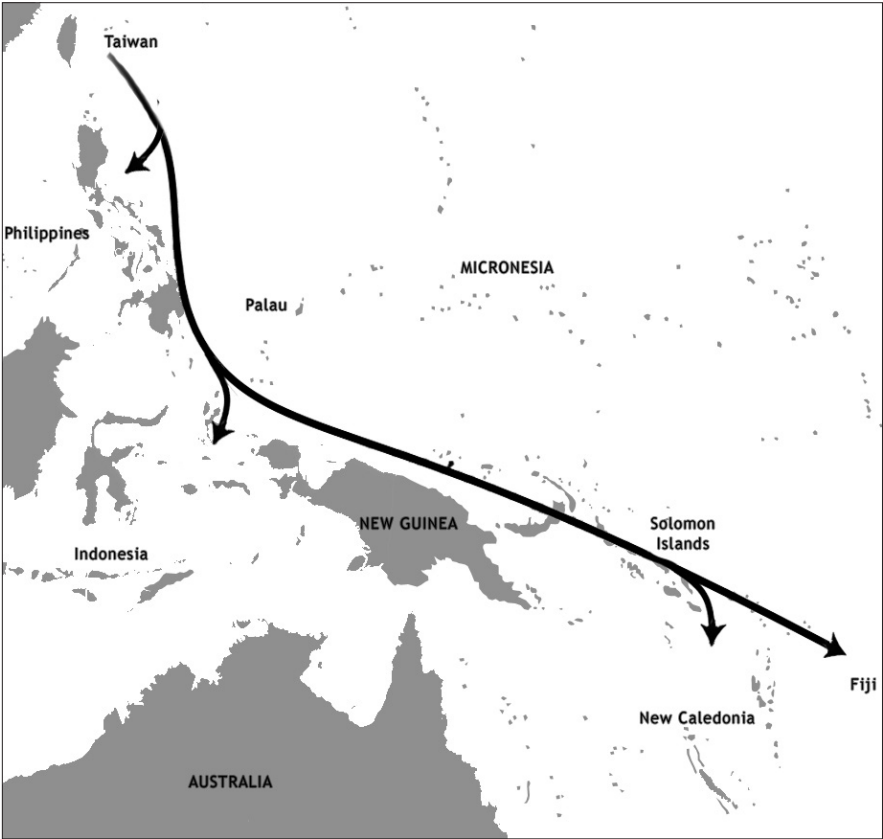 Taiwan
Philippines
MICRONESIA
Palau
NEW GUINEA
Solomon
Islands
Indonesia
Fiji
New Caledonia
AUSTRALIA